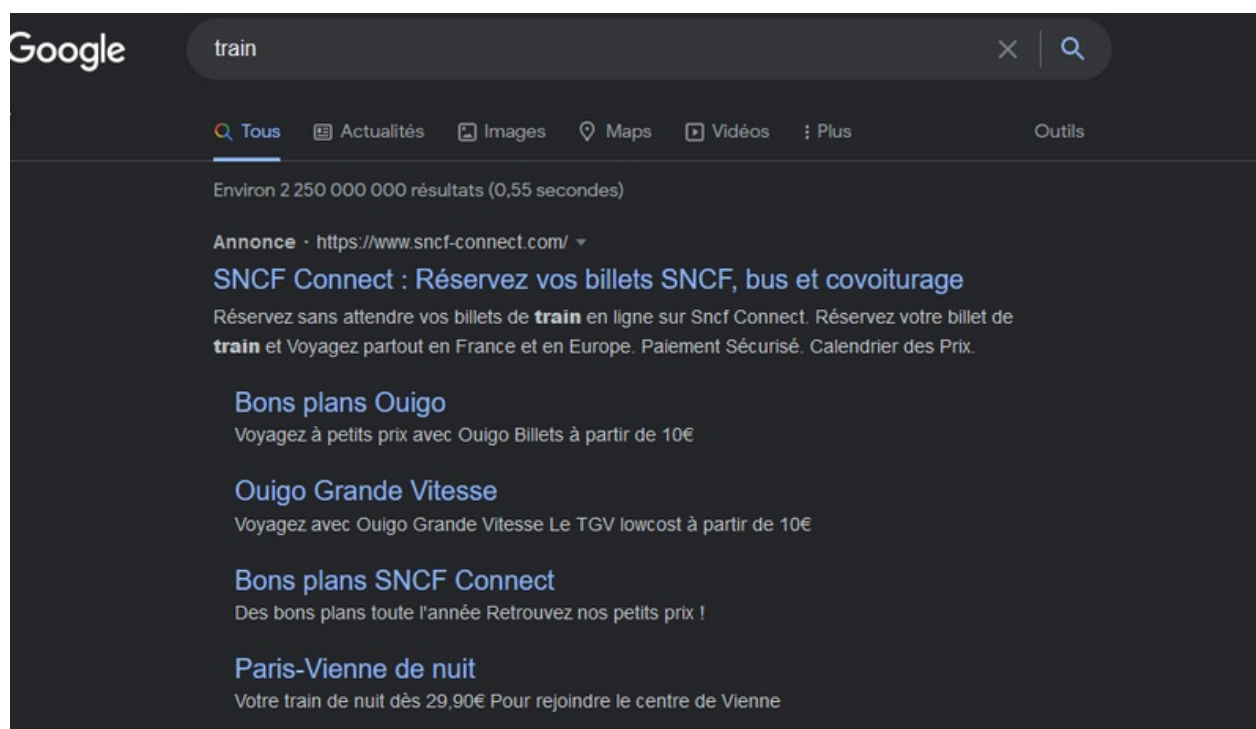 Google
train
Tous Actualités Images Maps Vidéos Plus Outils
Environ 2 250 000 000 résultats (0,55 secondes)
Annonce · https://www.sncf-connect.com/
SNCF Connect : Réservez vos billets SNCF, bus et covoiturage
Réservez sans attendre vos billets de train en ligne sur Sncf Connect. Réservez votre billet de
train et Voyagez partout en France et en Europe. Paiement Sécurisé. Calendrier des Prix.
Bons plans Ouigo
Voyagez à petits prix avec Ouigo Billets à partir de 10€
Ouigo Grande Vitesse
Voyagez avec Ouigo Grande Vitesse Le TGV lowcost à partir de 10€
Bons plans SNCF Connect
Des bons plans toute l'année Retrouvez nos petits prix !
Paris-Vienne de nuit
Votre train de nuit dès 29,90€ Pour rejoindre le centre de Vienne